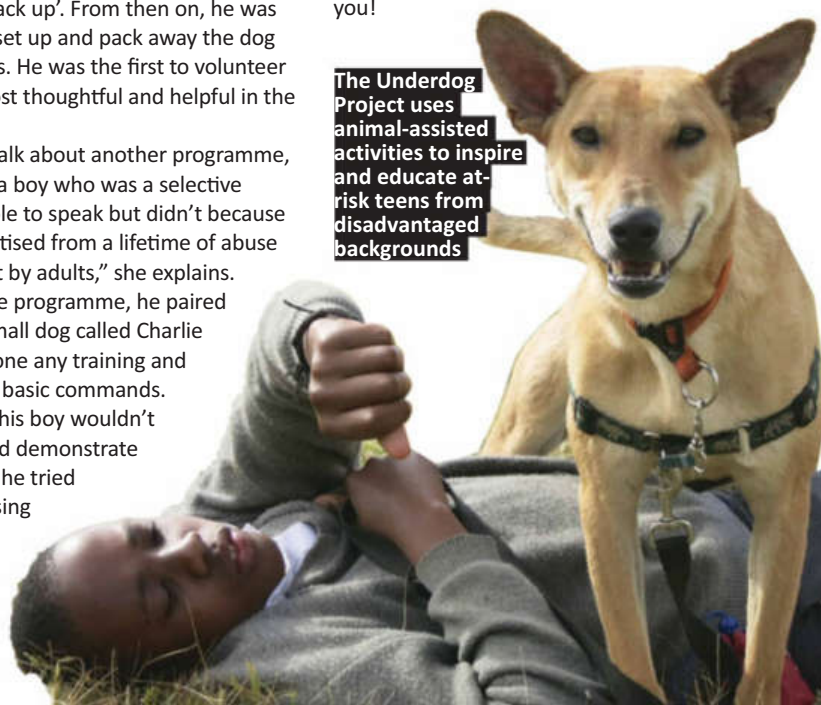 ack up’. From then on, he was
set up and pack away the dog
s. He was the first to volunteer
ost thoughtful and helpful in the
alk about another programme,
a boy who was a selective
le to speak but didn’t because
tised from a lifetime of abuse
t by adults,” she explains.
e programme, he paired
mall dog called Charlie
one any training and
basic commands.
his boy wouldn’t
d demonstrate
he tried
sing
you!
The Underdog
Project uses
animal-assisted
activities to inspire
and educate at-
risk teens from
disadvantaged
backgrounds